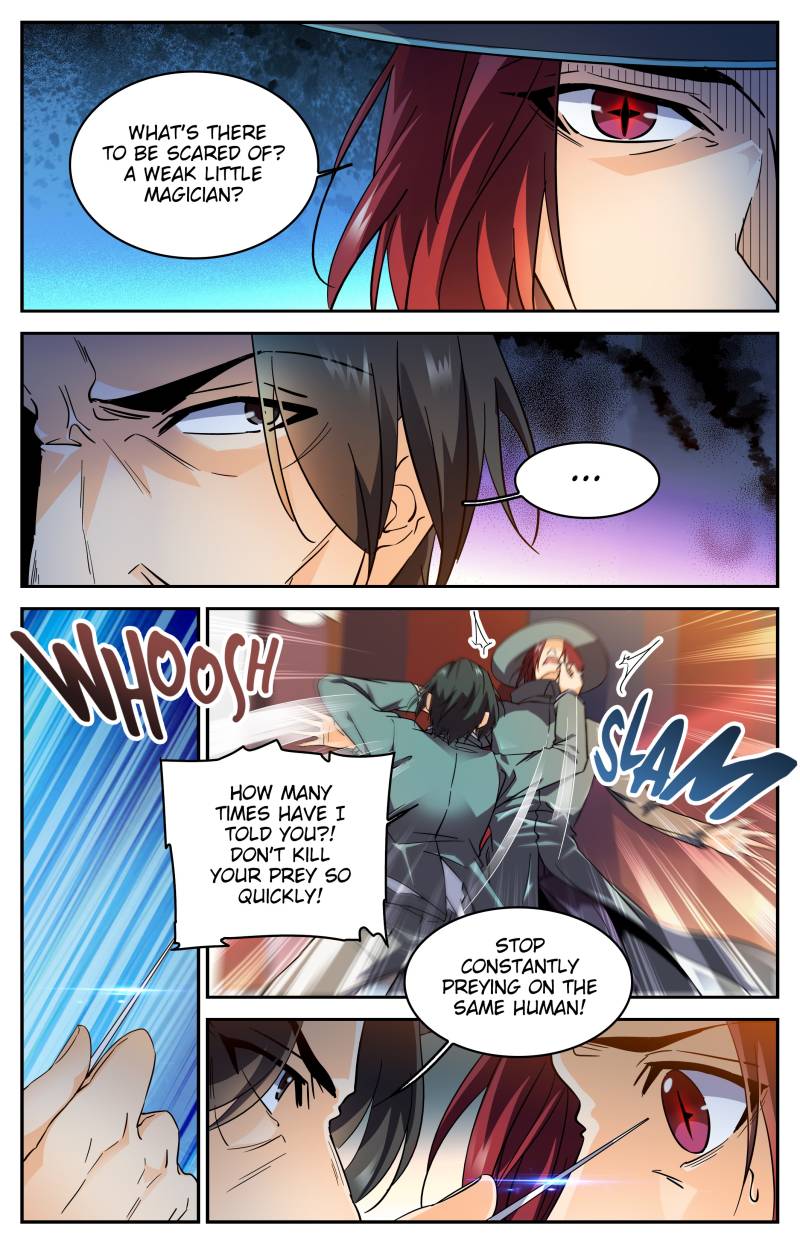 WHAT'S THERE
TO BE SCARED OF?
A WEAK LITTLE
MAGICIAN?
...
WHOOSH
SLAM
HOW MANY
TIMES HAVE I
TOLD YOU?!
DON'T KILL
YOUR PREY SO
QUICKLY!
STOP
CONSTANTLY
PREYING ON THE
SAME HUMAN!